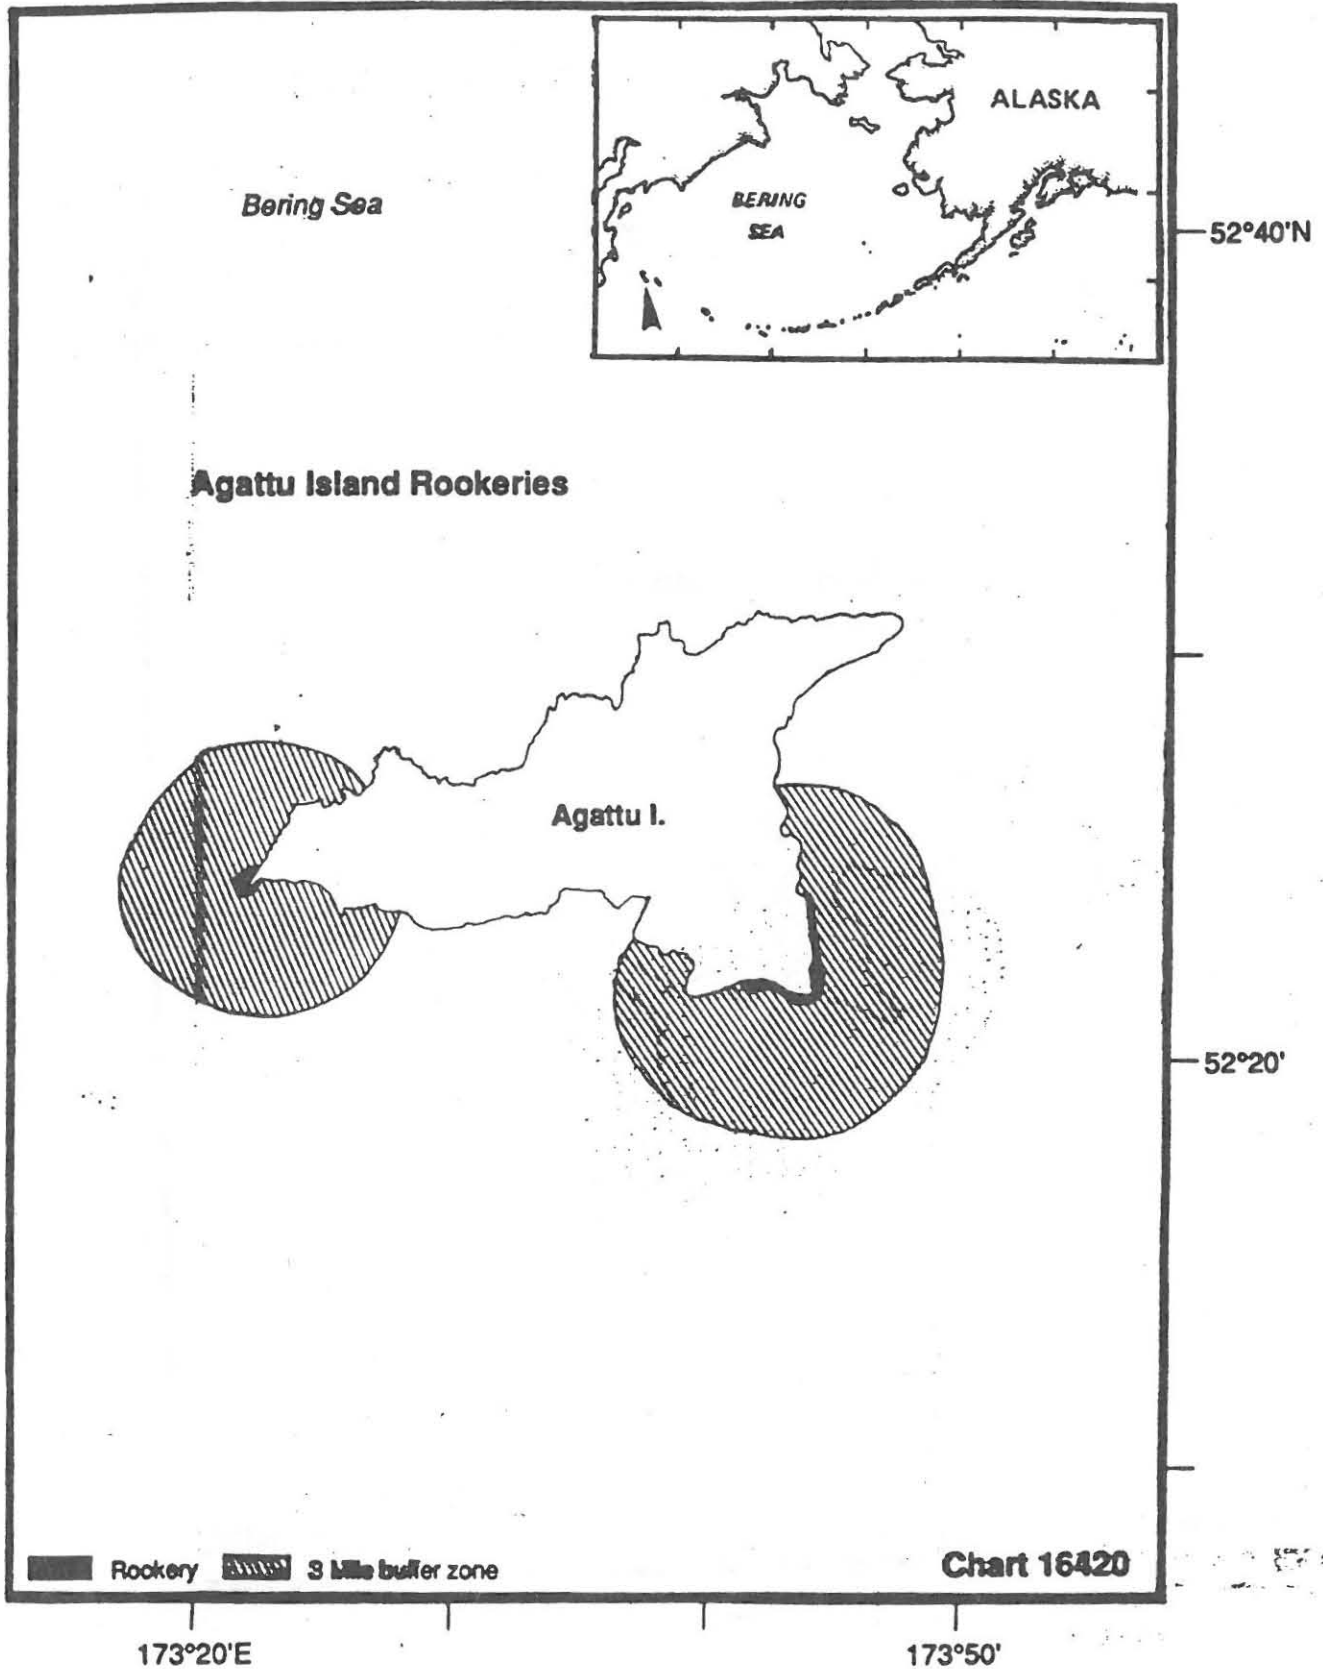 ALASKA
BERING
SEA
Bering Sea
52°40'N
Agattu Island Rookeries
Agattu I.
52°20'
Rookery 3 Mile buffer zone
Chart 16420
173°20'E 173°50'